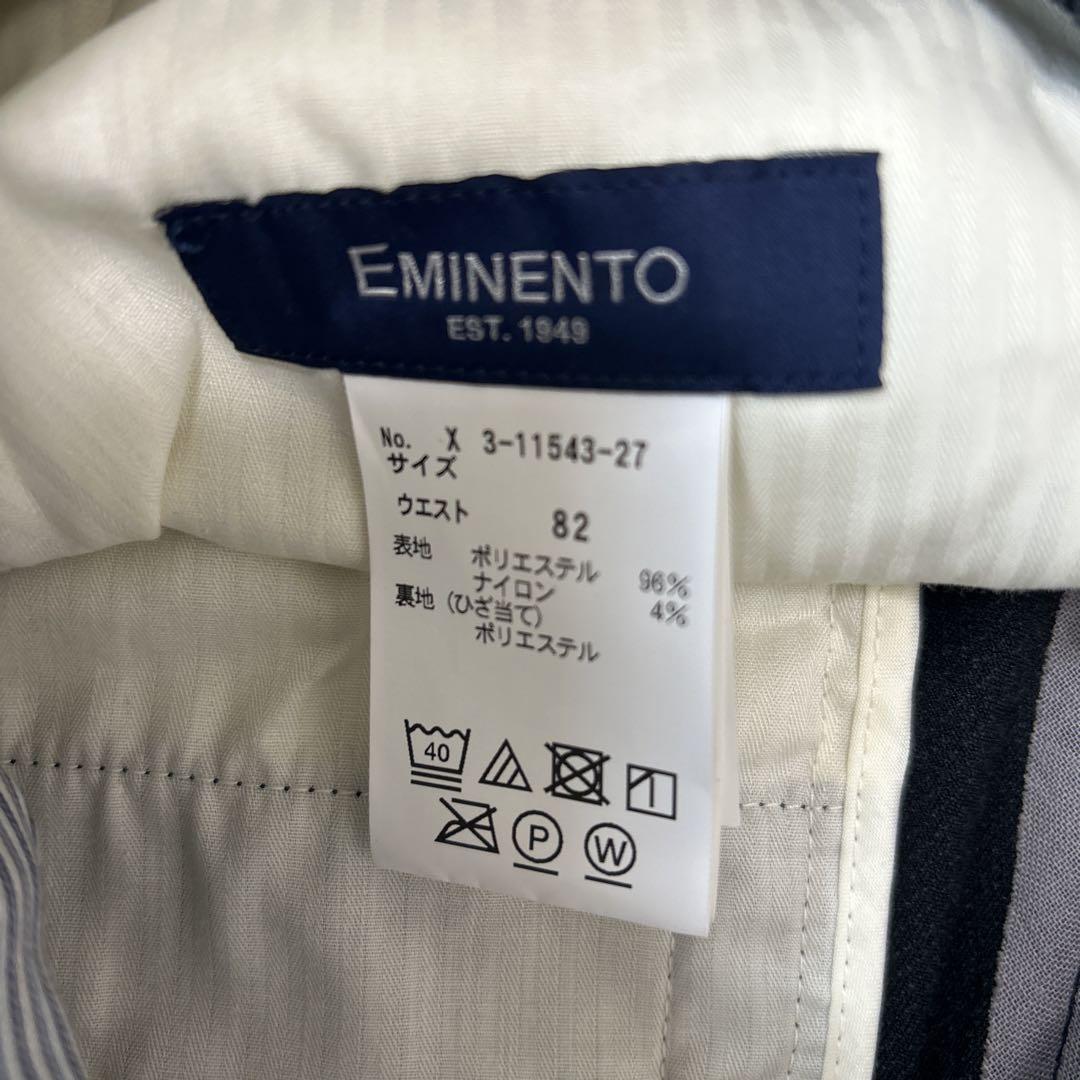 EMINENTO
EST. 1949
No. X 3-11543-27
サイズ
ウエスト 82
表地 ポリエステル 96%
ナイロン 4%
裏地(ひざ当て)
ポリエステル
40
P W